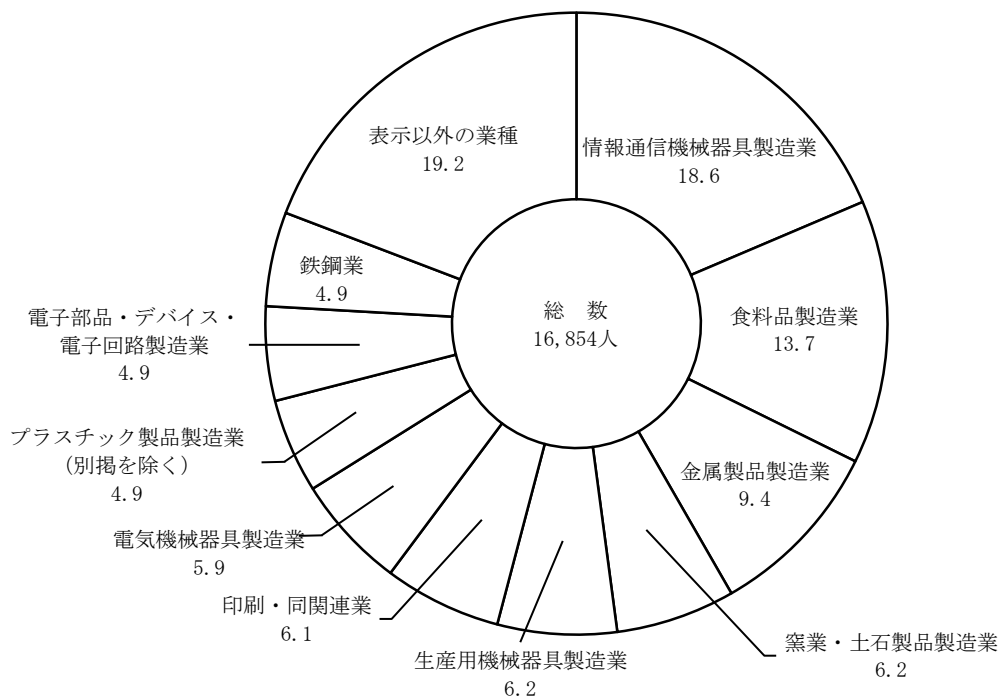 情報通信機械器具製造業
18.6
食料品製造業
13.7
金属製品製造業
9.4
窯業・土石製品製造業
6.2
生産用機械器具製造業
6.2
印刷・同関連業
6.1
電気機械器具製造業
5.9
プラスチック製品製造業
(別掲を除く)
4.9
電子部品・デバイス・
電子回路製造業
4.9
鉄鋼業
4.9
表示以外の業種
19.2
総　数
16,854人